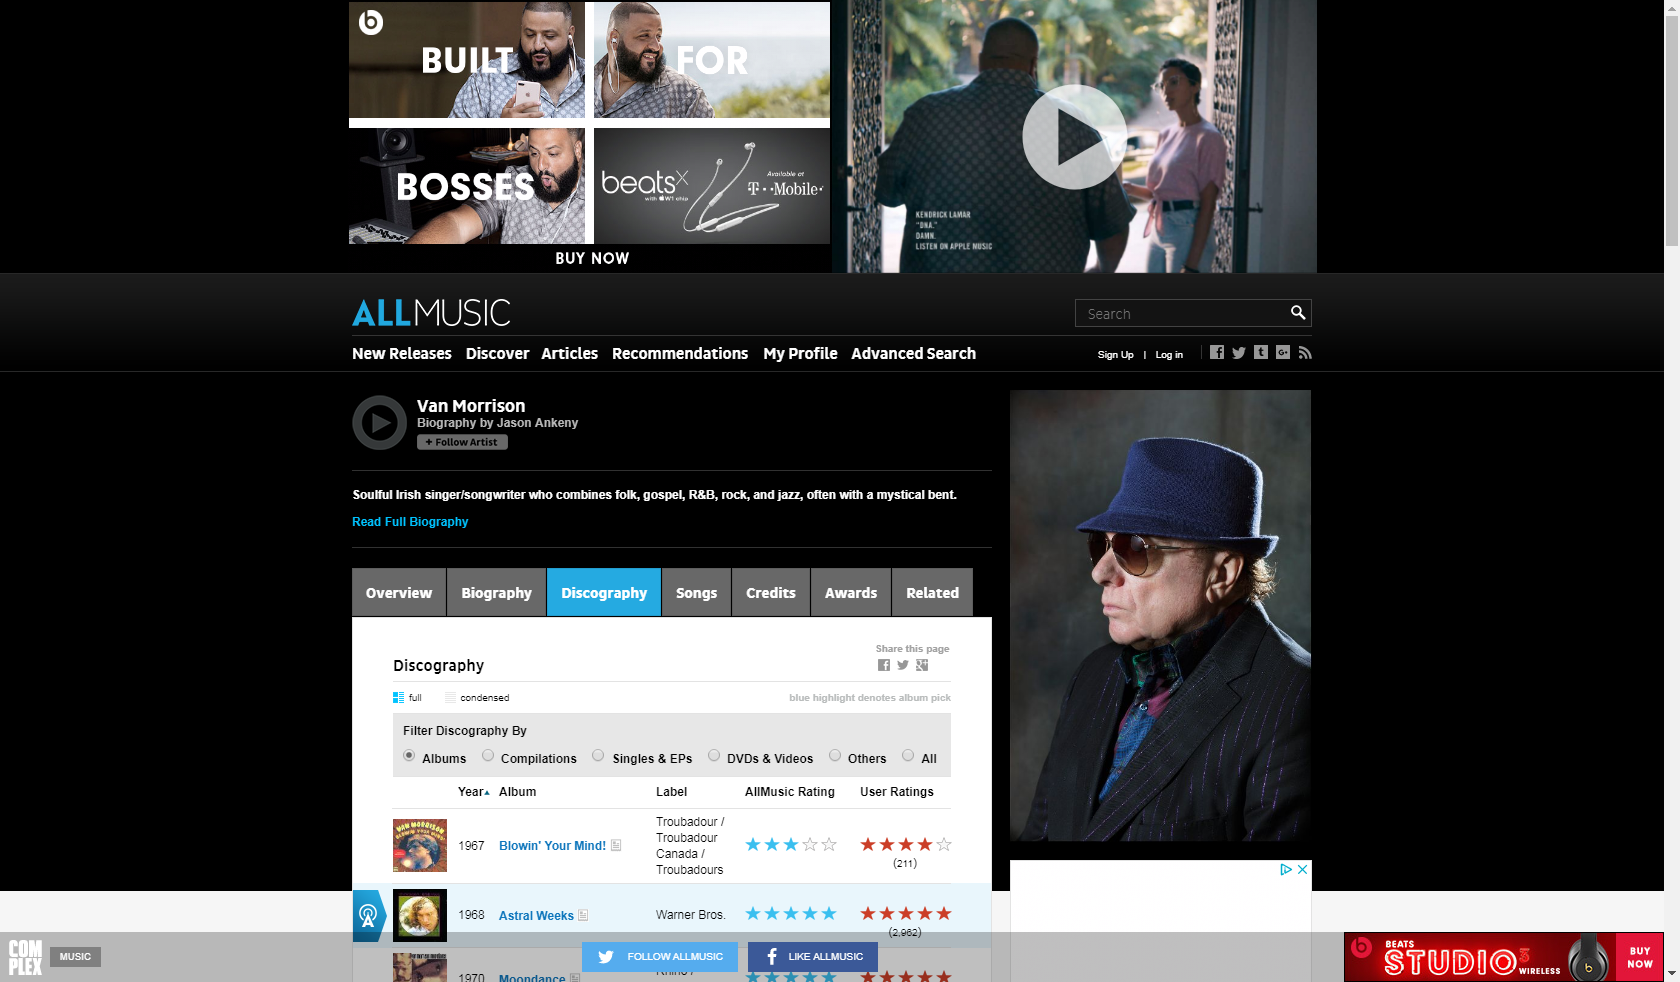 BUILT
FOR
BOSSES
beatsX
with W1 chip
Available at
T··Mobile·
BUY NOW
KENDRICK LAMAR
"DNA."
DAMN.
LISTEN ON APPLE MUSIC
ALLMUSIC
Search
New Releases Discover Articles Recommendations My Profile Advanced Search
Sign Up | Log in
Van Morrison
Biography by Jason Ankeny
+ Follow Artist
Soulful Irish singer/songwriter who combines folk, gospel, R&B, rock, and jazz, often with a mystical bent.
Read Full Biography
Overview Biography Discography Songs Credits Awards Related
Share this page
Discography
full condensed blue highlight denotes album pick
Filter Discography By
Albums Compilations Singles & EPs DVDs & Videos Others All
Year Album Label AllMusic Rating User Ratings
1967 Blowin' Your Mind! Troubadour /
Troubadour
Canada /
Troubadours
(211)
1968 Astral Weeks Warner Bros.
(2,962)
1970 Moondance Rhino /
COMPLEX MUSIC
FOLLOW ALLMUSIC
LIKE ALLMUSIC
BEATS
STUDIO3
WIRELESS
BUY
NOW